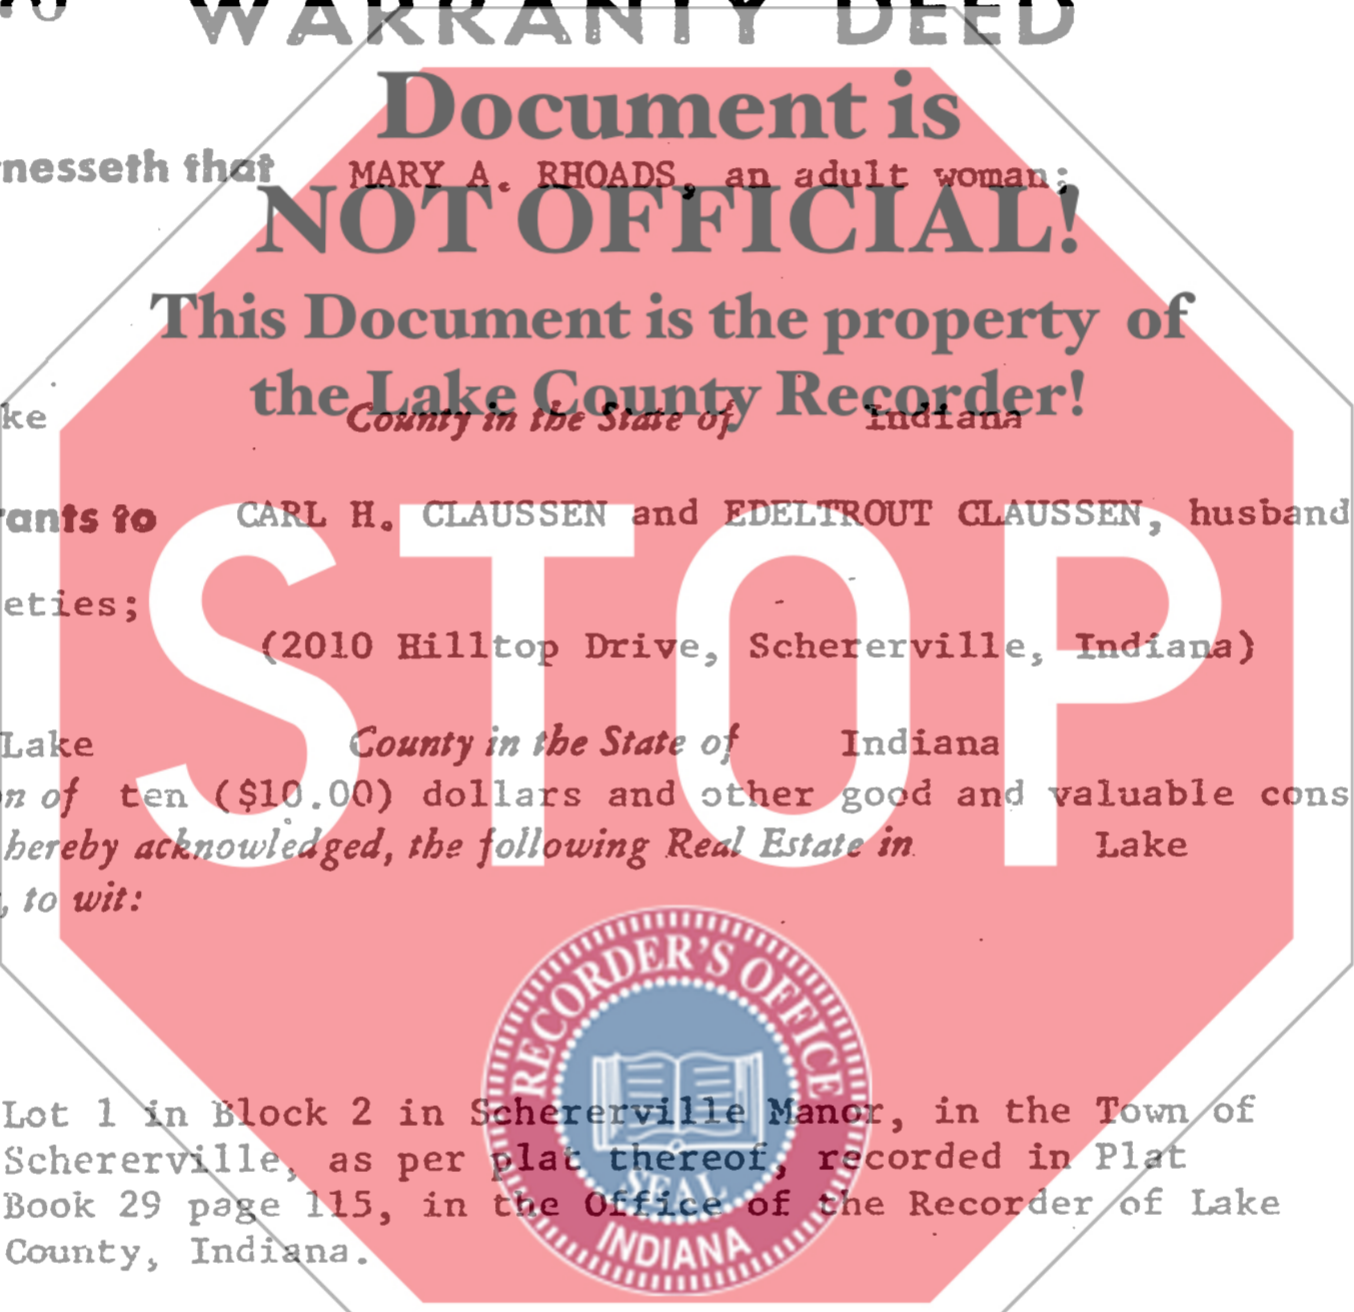 WARRANTY DEED
Document is
nesseth that MARY A. RHOADS, an adult woman;
NOT OFFICIAL!
This Document is the property of
the Lake County Recorder!
ke County in the State of Indiana
ants to CARL H. CLAUSSEN and EDELTROUT CLAUSSEN, husband
STOP
eties;
(2010 Hilltop Drive, Schererville, Indiana)
Lake County in the State of Indiana
n of ten ($10.00) dollars and other good and valuable cons
hereby acknowledged, the following Real Estate in Lake
, to wit:
RECORDER'S OFFICE
Lot 1 in Block 2 in Schererville Manor, in the Town of
Schererville, as per plat thereof, recorded in Plat
SEAL
Book 29 page 115, in the Office of the Recorder of Lake
INDIANA
County, Indiana.